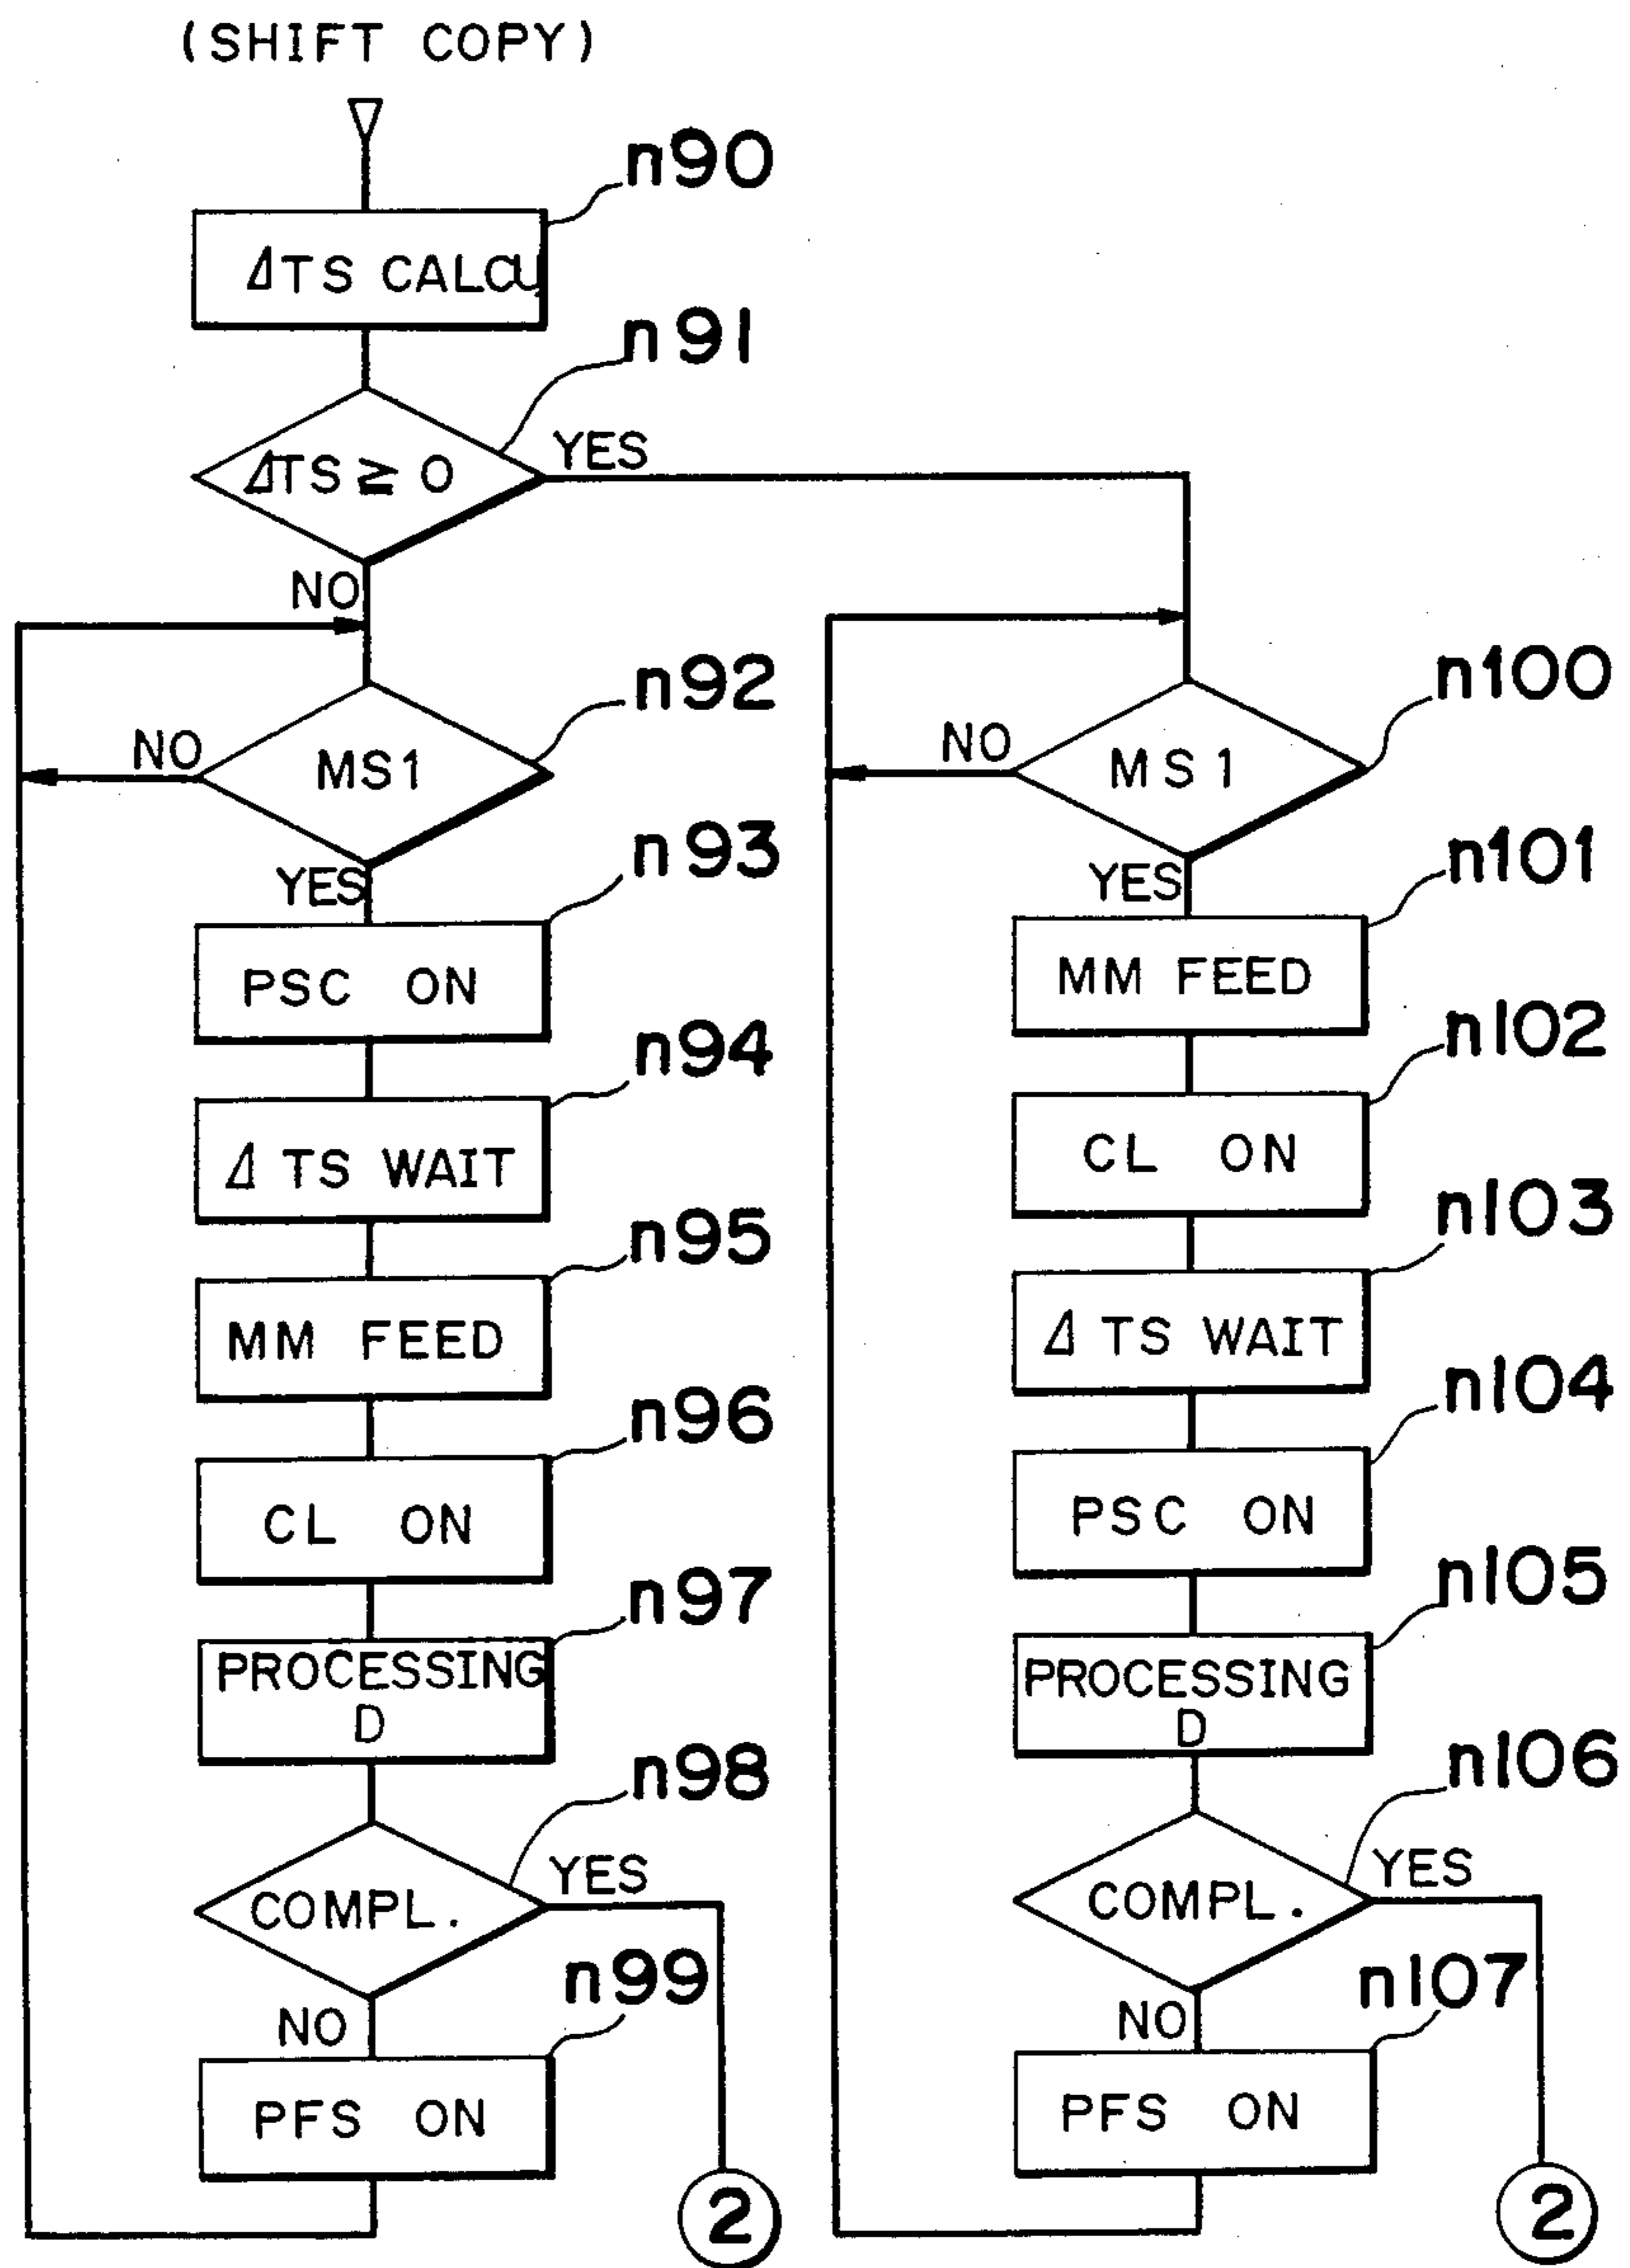 (SHIFT COPY)
n90
ΔTS CALCU
n91
ΔTS ≥ 0
YES
NO
n92
NO
MS1
YES
n93
PSC ON
n94
Δ TS WAIT
n95
MM FEED
n96
CL ON
n97
PROCESSING
D
n98
COMPL.
YES
NO
n99
PFS ON
2
n100
NO
MS1
YES
n101
MM FEED
n102
CL ON
n103
Δ TS WAIT
n104
PSC ON
n105
PROCESSING
D
n106
COMPL.
YES
NO
n107
PFS ON
2